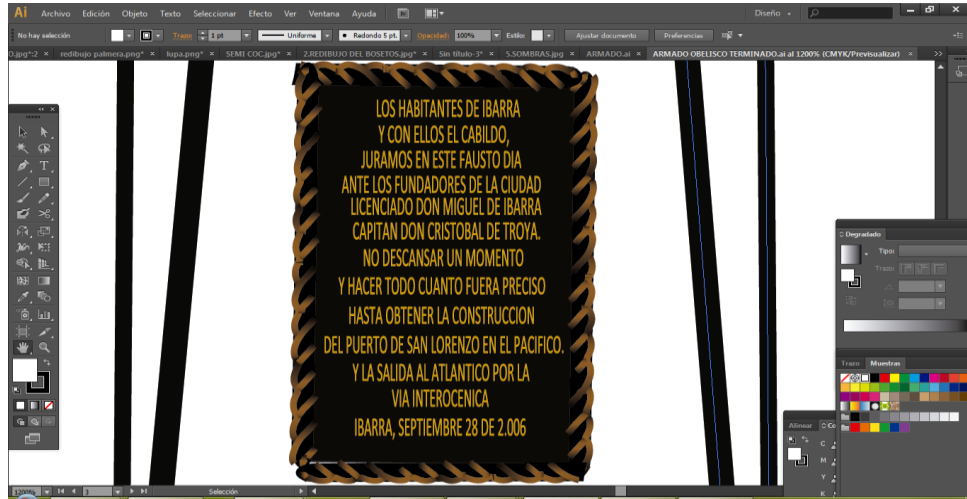 Ai Archivo Edición Objeto Texto Seleccionar Efecto Ver Ventana Ayuda Diseño
No hay selección Trazo: 1 pt Uniforme Redondo 5 pt. Opacidad: 100% Estilo: Ajustar documento Preferencias
O.jpg*:2 × redibujo palmera.png* × lupa.png* × SEMI COC.jpg* × 2.REDIBUJO DEL BOSETOS.jpg* × Sin título-3* × 5.SOMBRAS.jpg × ARMADO.ai × ARMADO OBELISCO TERMINADO.ai al 1200% (CMYK/Previsualizar) ×
LOS HABITANTES DE IBARRA
Y CON ELLOS EL CABILDO,
JURAMOS EN ESTE FAUSTO DIA
ANTE LOS FUNDADORES DE LA CIUDAD
LICENCIADO DON MIGUEL DE IBARRA
CAPITAN DON CRISTOBAL DE TROYA.
NO DESCANSAR UN MOMENTO
Y HACER TODO CUANTO FUERA PRECISO
HASTA OBTENER LA CONSTRUCCION
DEL PUERTO DE SAN LORENZO EN EL PACIFICO.
Y LA SALIDA AL ATLANTICO POR LA
VIA INTEROCENICA
IBARRA, SEPTIEMBRE 28 DE 2.006
Degradado
Tipo:
Trazo:
Trazo Muestras
Alinear Co
C
M
Y
K
1200% 3 Selección